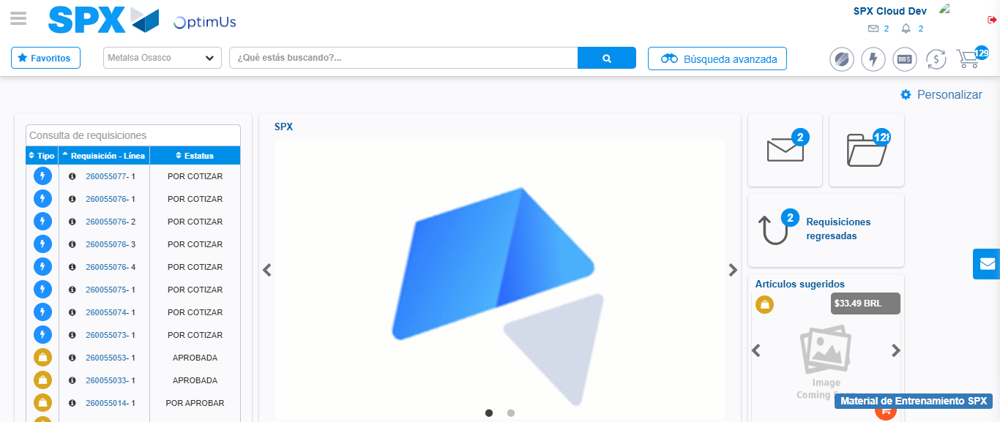 SPX OptimUs
SPX Cloud Dev
2 2
Favoritos
Metalsa Osasco
¿Qué estás buscando?...
Búsqueda avanzada
$
129
Personalizar
Consulta de requisiciones
Tipo Requisición - Línea Estatus
260055077- 1 POR COTIZAR
260055076- 1 POR COTIZAR
260055076- 2 POR COTIZAR
260055076- 3 POR COTIZAR
260055076- 4 POR COTIZAR
260055075- 1 POR COTIZAR
260055074- 1 POR COTIZAR
260055073- 1 POR COTIZAR
260055053- 1 APROBADA
260055033- 1 APROBADA
260055014- 1 POR APROBAR
SPX
2
2
Requisiciones
regresadas
Artículos sugeridos
$33.49 BRL
Image
Coming
Material de Entrenamiento SPX